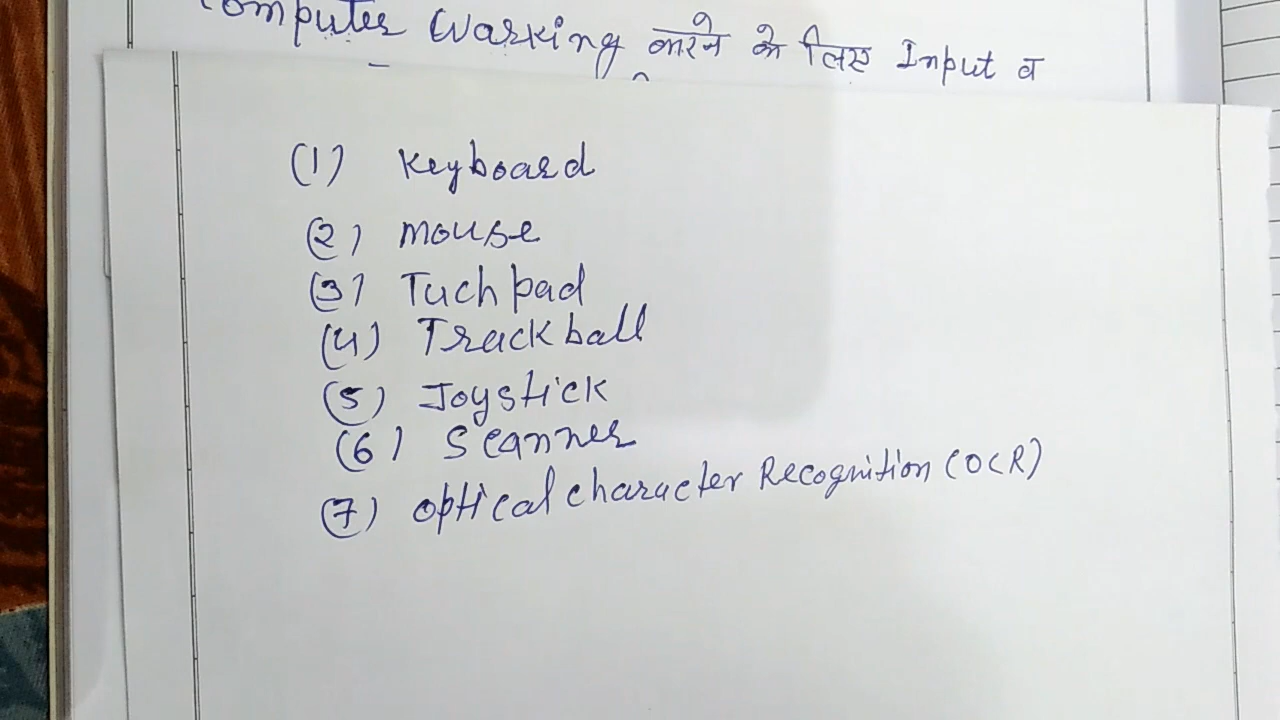 Computer Warking करने के लिए Input व
(1) Keyboard
(2) Mouse
(3) Tuch pad
(4) Track ball
(5) Joystick
(6) Scanner
(7) Optical character Recognition (OCR)